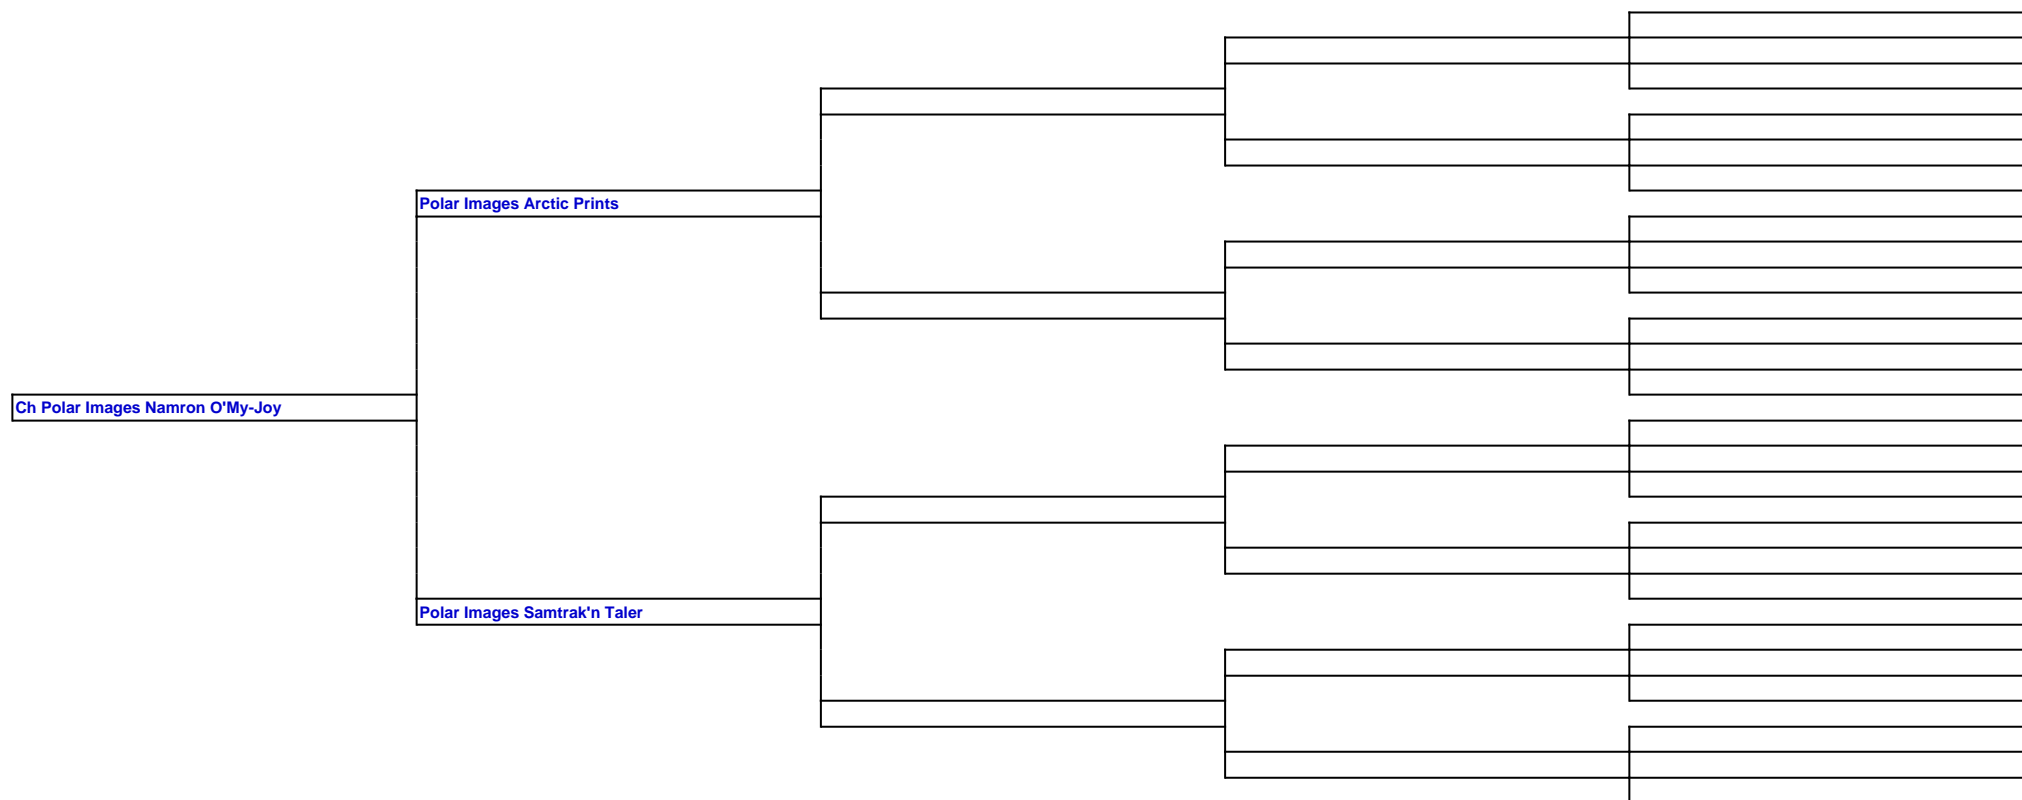 Polar Images Arctic Prints
Ch Polar Images Namron O'My-Joy
Polar Images Samtrak'n Taler